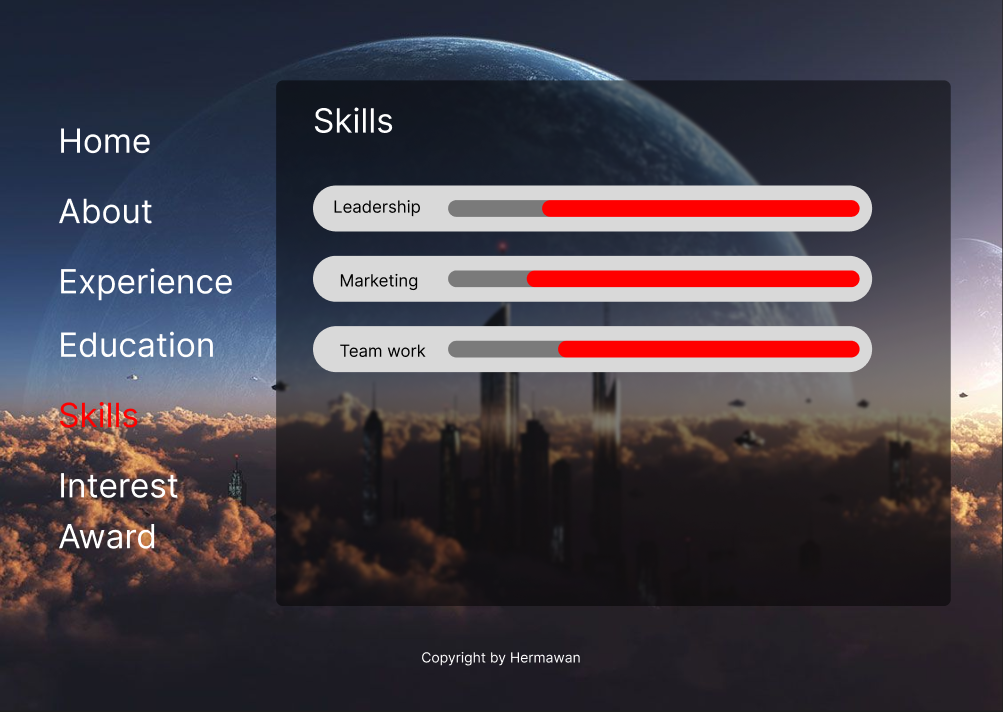 Home
About
Experience
Education
Skills
Interest
Award
Skills
Leadership
Marketing
Team work
Copyright by Hermawan